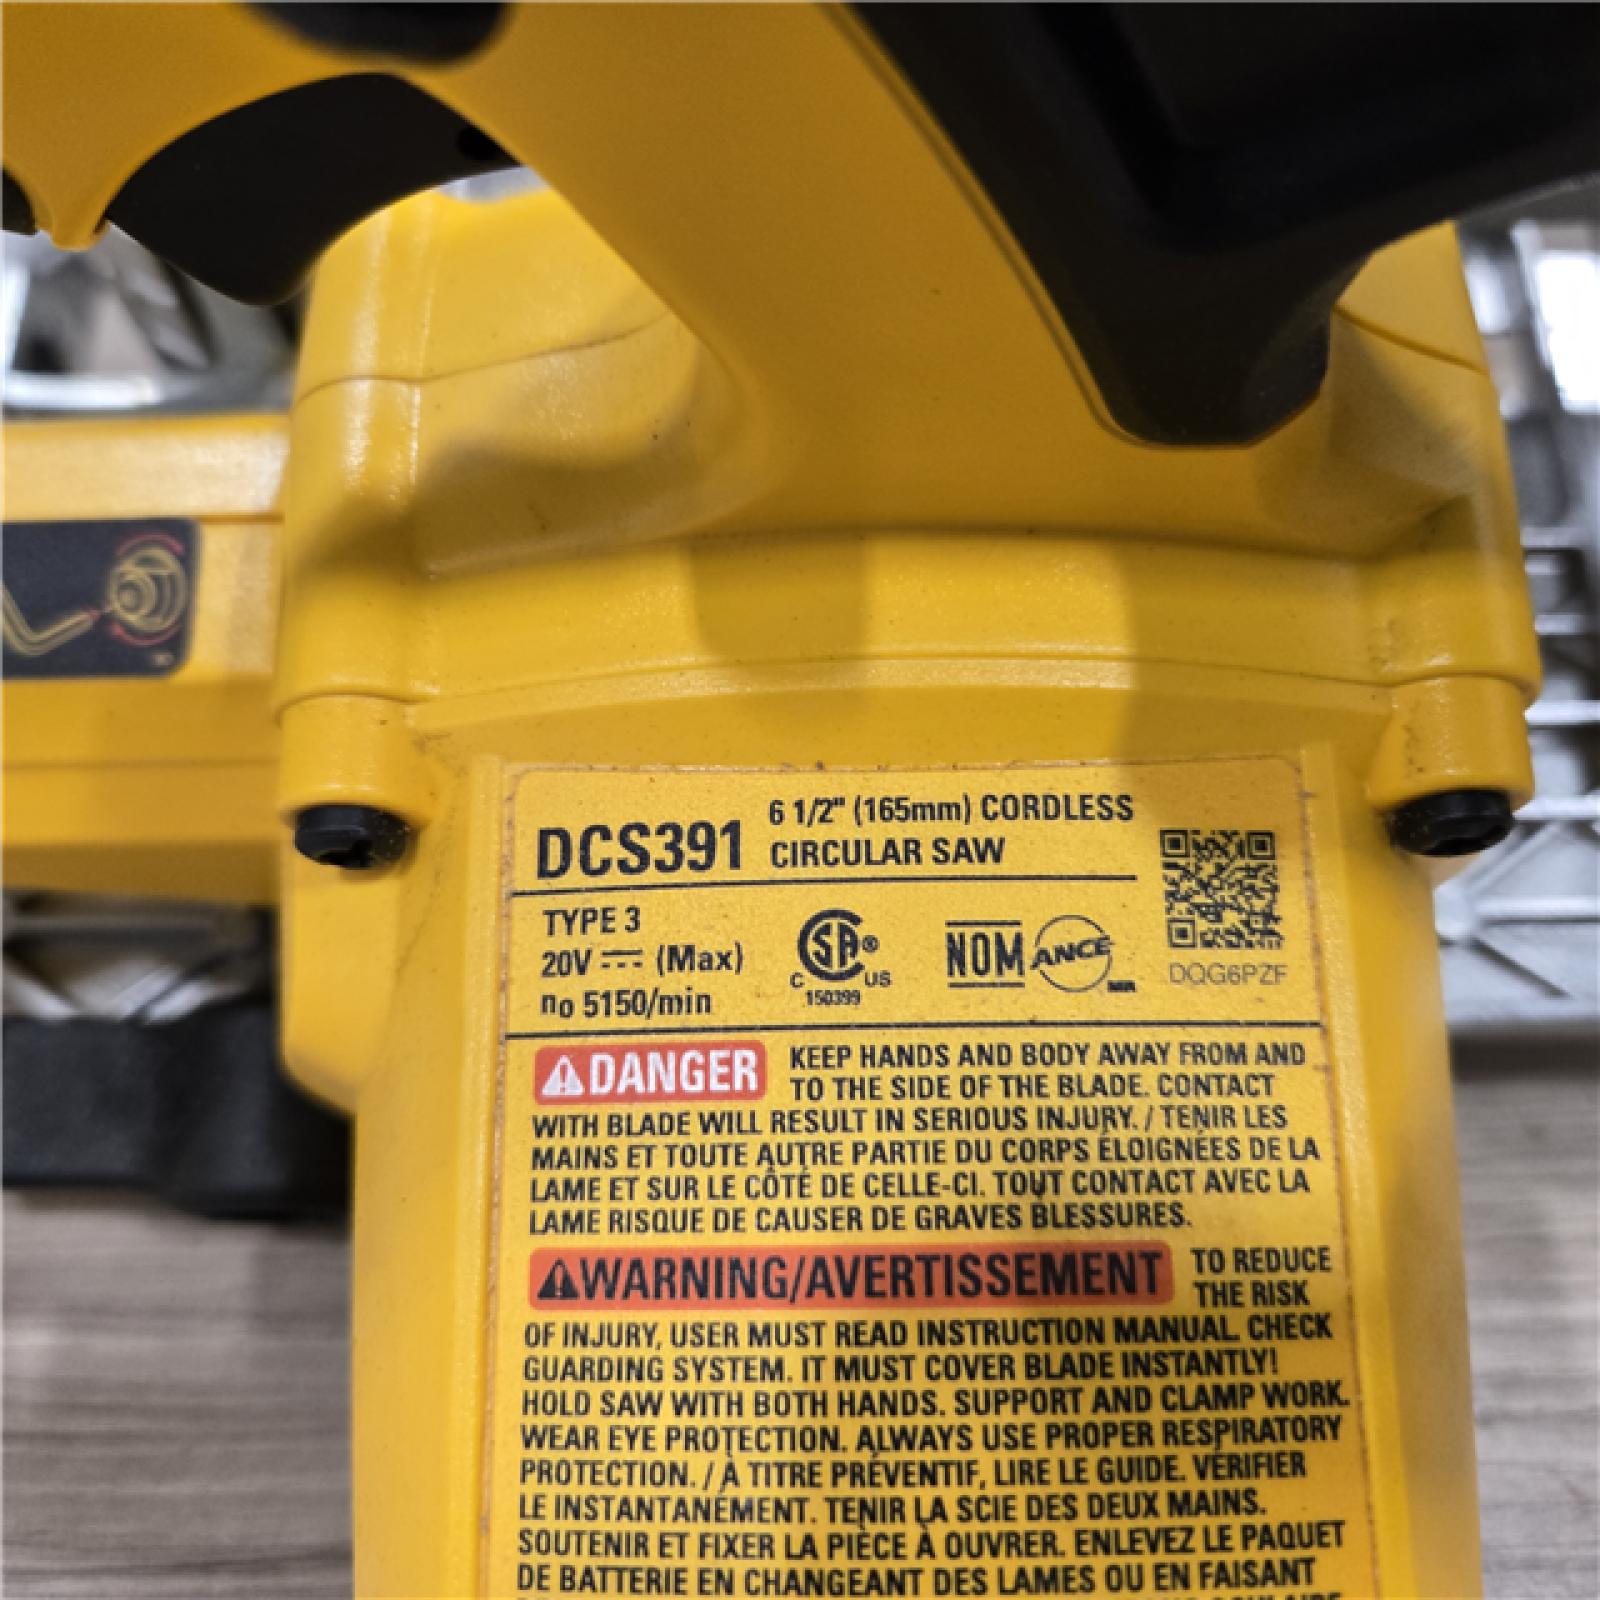 DCS391 6 1/2" (165mm) CORDLESS
CIRCULAR SAW
TYPE 3
20V ⎓ (Max)
no 5150/min
CSA®
C US
150399
NOM
ANCE
DQG6PZF
DANGER KEEP HANDS AND BODY AWAY FROM AND
TO THE SIDE OF THE BLADE. CONTACT
WITH BLADE WILL RESULT IN SERIOUS INJURY. / TENIR LES
MAINS ET TOUTE AUTRE PARTIE DU CORPS ÉLOIGNÉES DE LA
LAME ET SUR LE CÔTÉ DE CELLE-CI. TOUT CONTACT AVEC LA
LAME RISQUE DE CAUSER DE GRAVES BLESSURES.
WARNING/AVERTISSEMENT TO REDUCE
THE RISK
OF INJURY, USER MUST READ INSTRUCTION MANUAL. CHECK
GUARDING SYSTEM. IT MUST COVER BLADE INSTANTLY!
HOLD SAW WITH BOTH HANDS. SUPPORT AND CLAMP WORK.
WEAR EYE PROTECTION. ALWAYS USE PROPER RESPIRATORY
PROTECTION. / À TITRE PRÉVENTIF, LIRE LE GUIDE. VÉRIFIER
LE INSTANTANÉMENT. TENIR LA SCIE DES DEUX MAINS.
SOUTENIR ET FIXER LA PIÈCE À OUVRER. ENLEVEZ LE PAQUET
DE BATTERIE EN CHANGEANT DES LAMES OU EN FAISANT